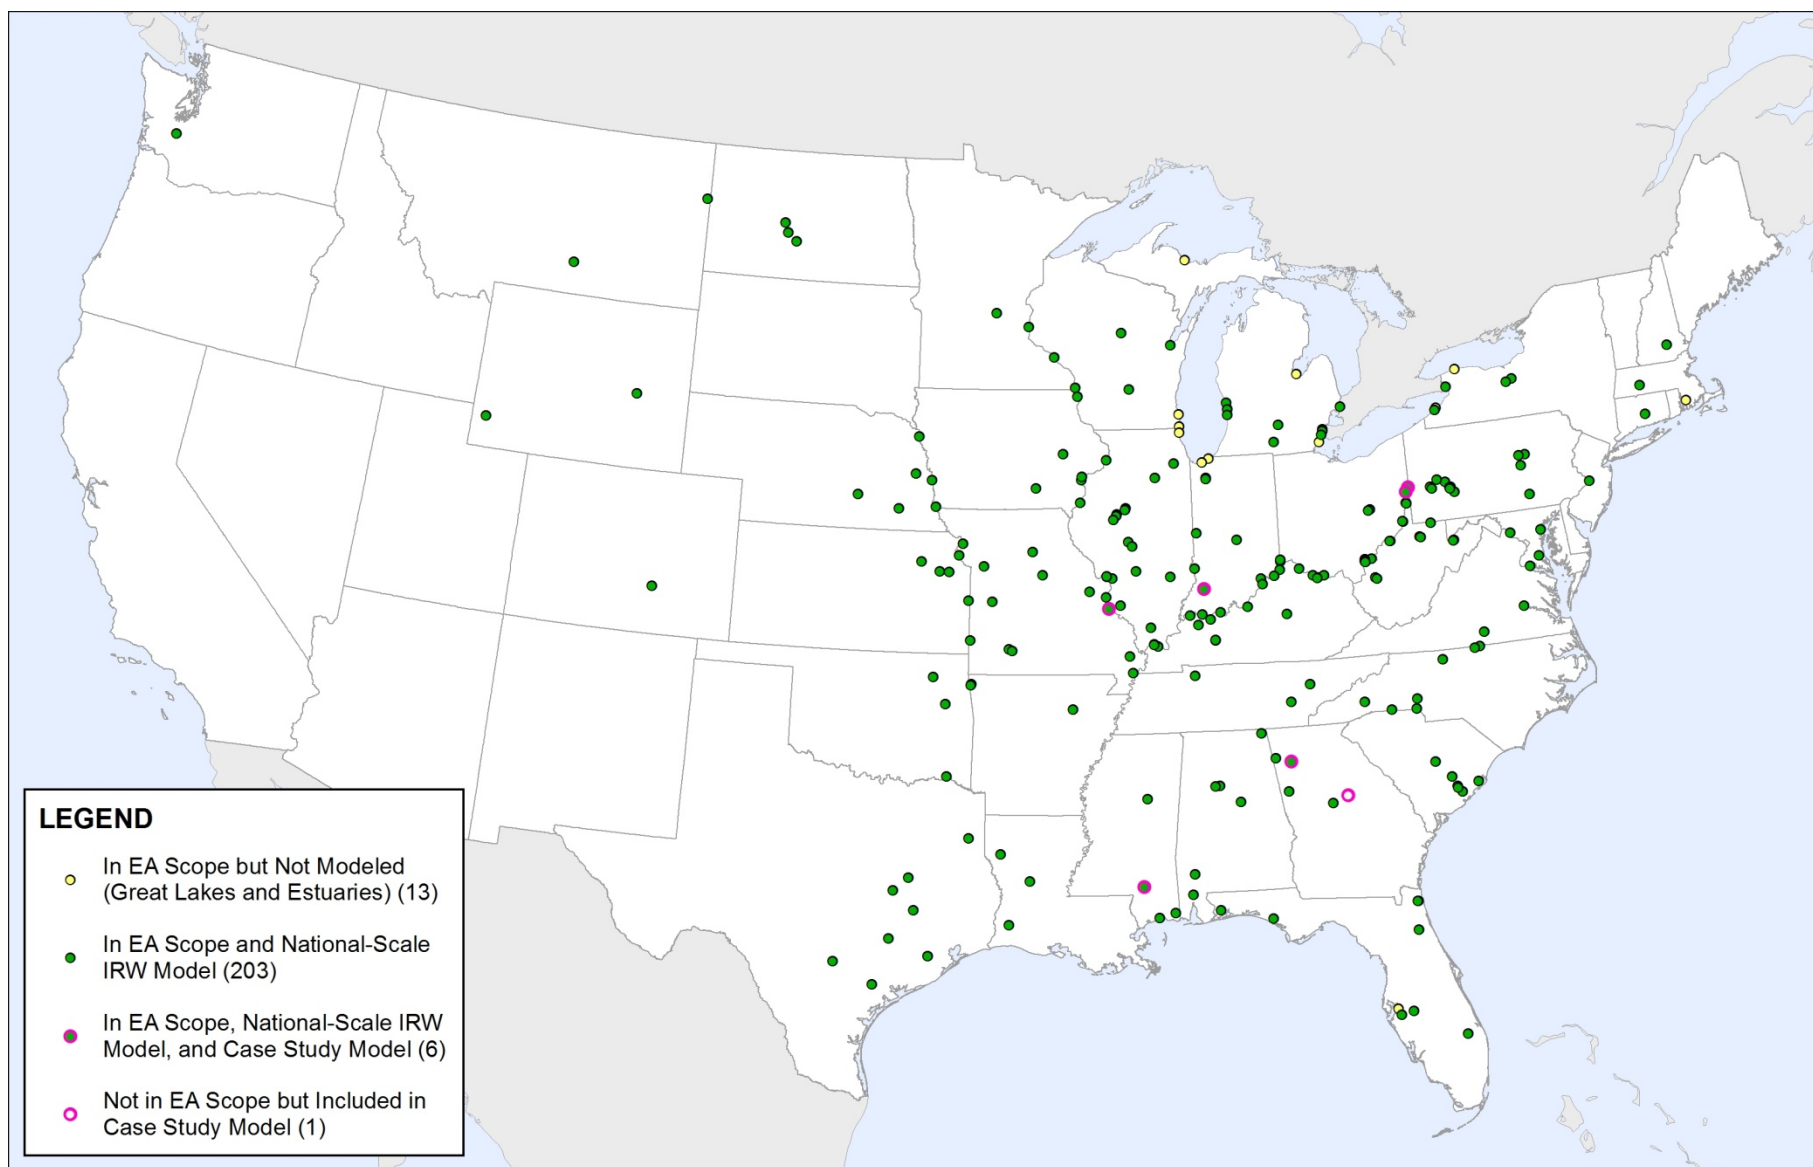 LEGEND
In EA Scope but Not Modeled
(Great Lakes and Estuaries) (13)
In EA Scope and National-Scale
IRW Model (203)
In EA Scope, National-Scale IRW
Model, and Case Study Model (6)
Not in EA Scope but Included in
Case Study Model (1)